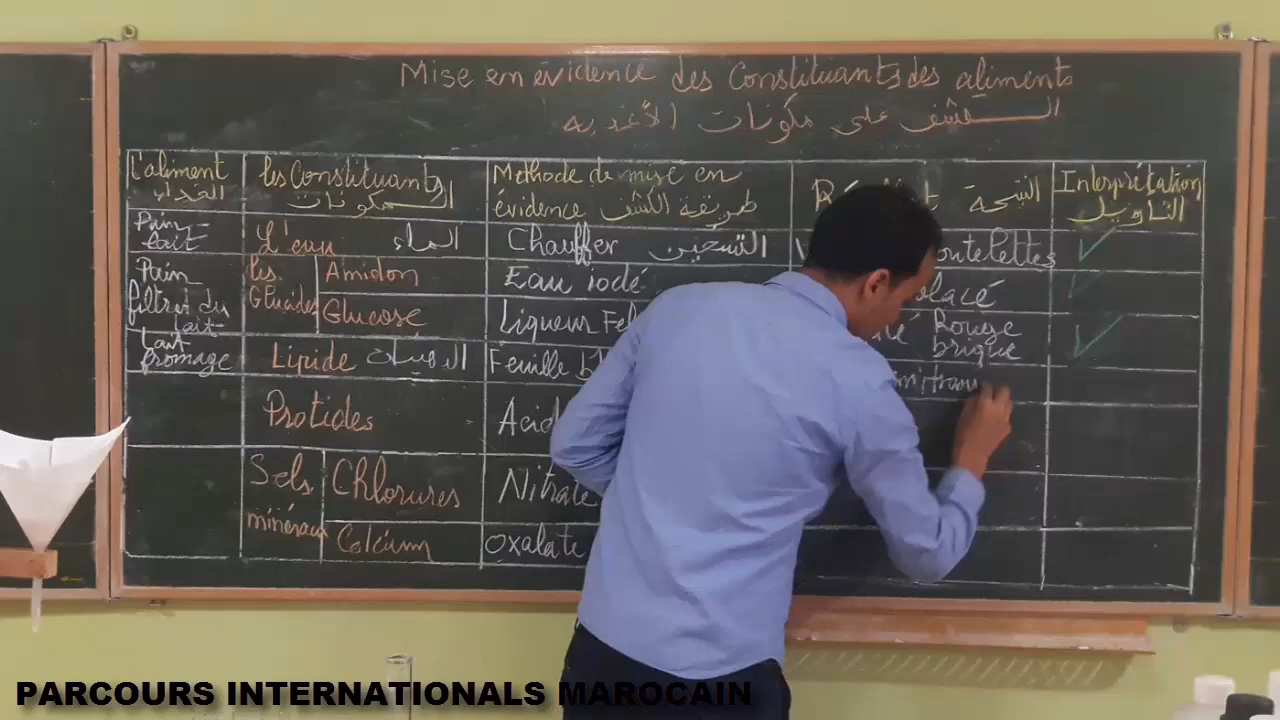 Mise en évidence des Constituants des aliments
الكشف على مكونات الأغذية
L'aliment
الغذاء
les Constituants
المكونات
Methode de mise en
évidence طريقة الكشف
النتيجة
Interprétation
التاويل
Pain
lait
L'eau الماء
Chauffer التسخين
outelettes
Pain
les
Glucides
Amidon
Eau iodé
filtrat du
lait
Glucose
Liqueur Fe
Rouge
brique
Lait
fromage
Lipide الدهنيات
Feuille
Protides
Acid
Sels
minéraux
Chlorures
Nitrate
Calcium
Oxalate
PARCOURS INTERNATIONALS MAROCAIN